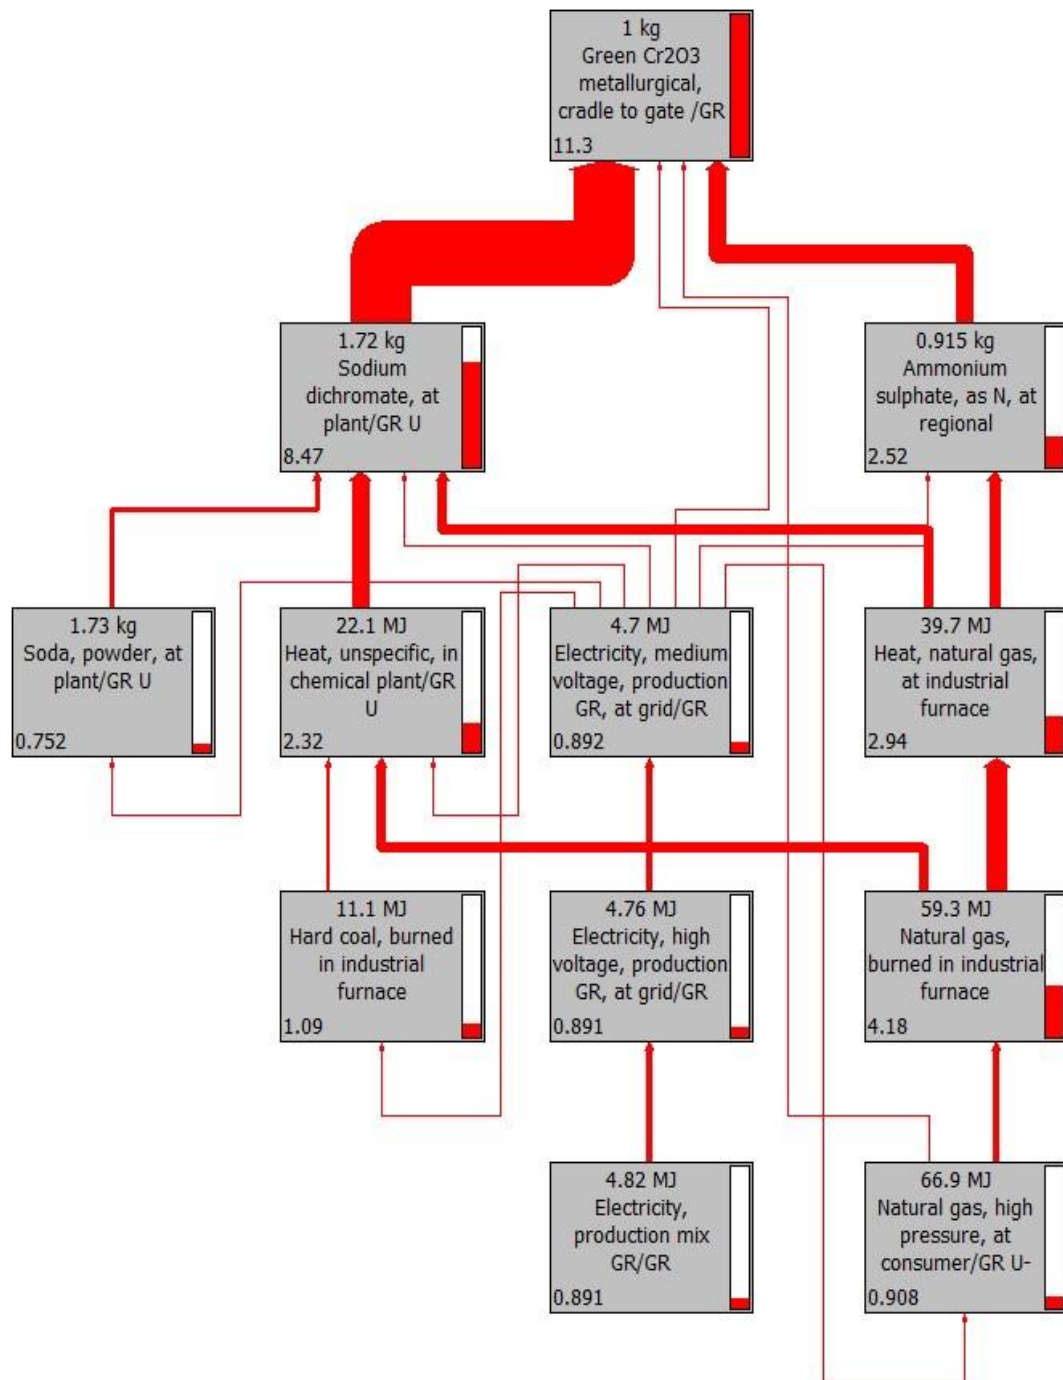 1 kg
Green Cr2O3
metallurgical,
cradle to gate /GR
11.3
1.72 kg
Sodium
dichromate, at
plant/GR U
8.47
0.915 kg
Ammonium
sulphate, as N, at
regional
2.52
1.73 kg
Soda, powder, at
plant/GR U
0.752
22.1 MJ
Heat, unspecific, in
chemical plant/GR
U
2.32
4.7 MJ
Electricity, medium
voltage, production
GR, at grid/GR
0.892
39.7 MJ
Heat, natural gas,
at industrial
furnace
2.94
11.1 MJ
Hard coal, burned
in industrial
furnace
1.09
4.76 MJ
Electricity, high
voltage, production
GR, at grid/GR
0.891
59.3 MJ
Natural gas,
burned in industrial
furnace
4.18
4.82 MJ
Electricity,
production mix
GR/GR
0.891
66.9 MJ
Natural gas, high
pressure, at
consumer/GR U-
0.908